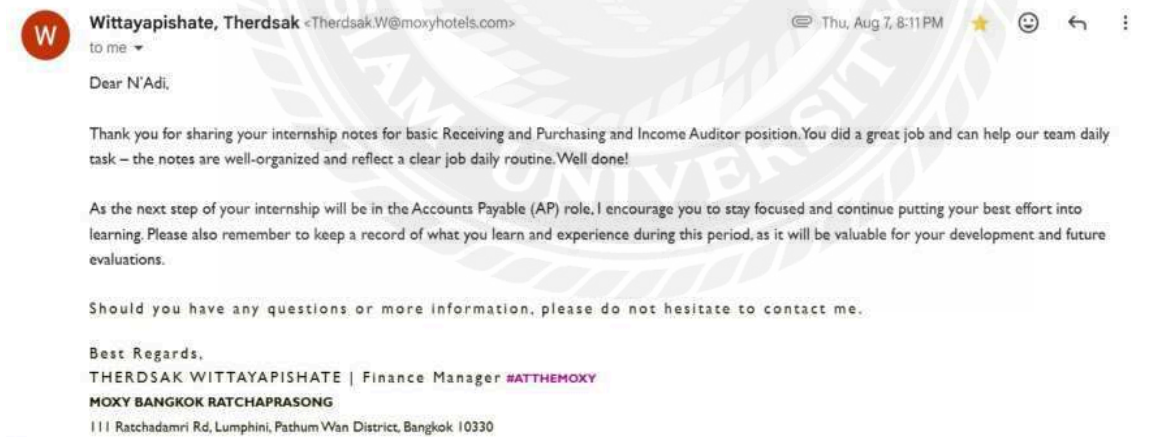 W
Wittayapishate, Therdsak <Therdsak.W@moxyhotels.com>
Thu, Aug 7, 8:11 PM
to me
Dear N'Adi,
Thank you for sharing your internship notes for basic Receiving and Purchasing and Income Auditor position. You did a great job and can help our team daily
task – the notes are well-organized and reflect a clear job daily routine. Well done!
As the next step of your internship will be in the Accounts Payable (AP) role, I encourage you to stay focused and continue putting your best effort into
learning. Please also remember to keep a record of what you learn and experience during this period, as it will be valuable for your development and future
evaluations.
Should you have any questions or more information, please do not hesitate to contact me.
Best Regards,
THERDSAK WITTAYAPISHATE | Finance Manager #ATTHEMOXY
MOXY BANGKOK RATCHAPRASONG
111 Ratchadamri Rd, Lumphini, Pathum Wan District, Bangkok 10330
SIAM UNIVERSITY